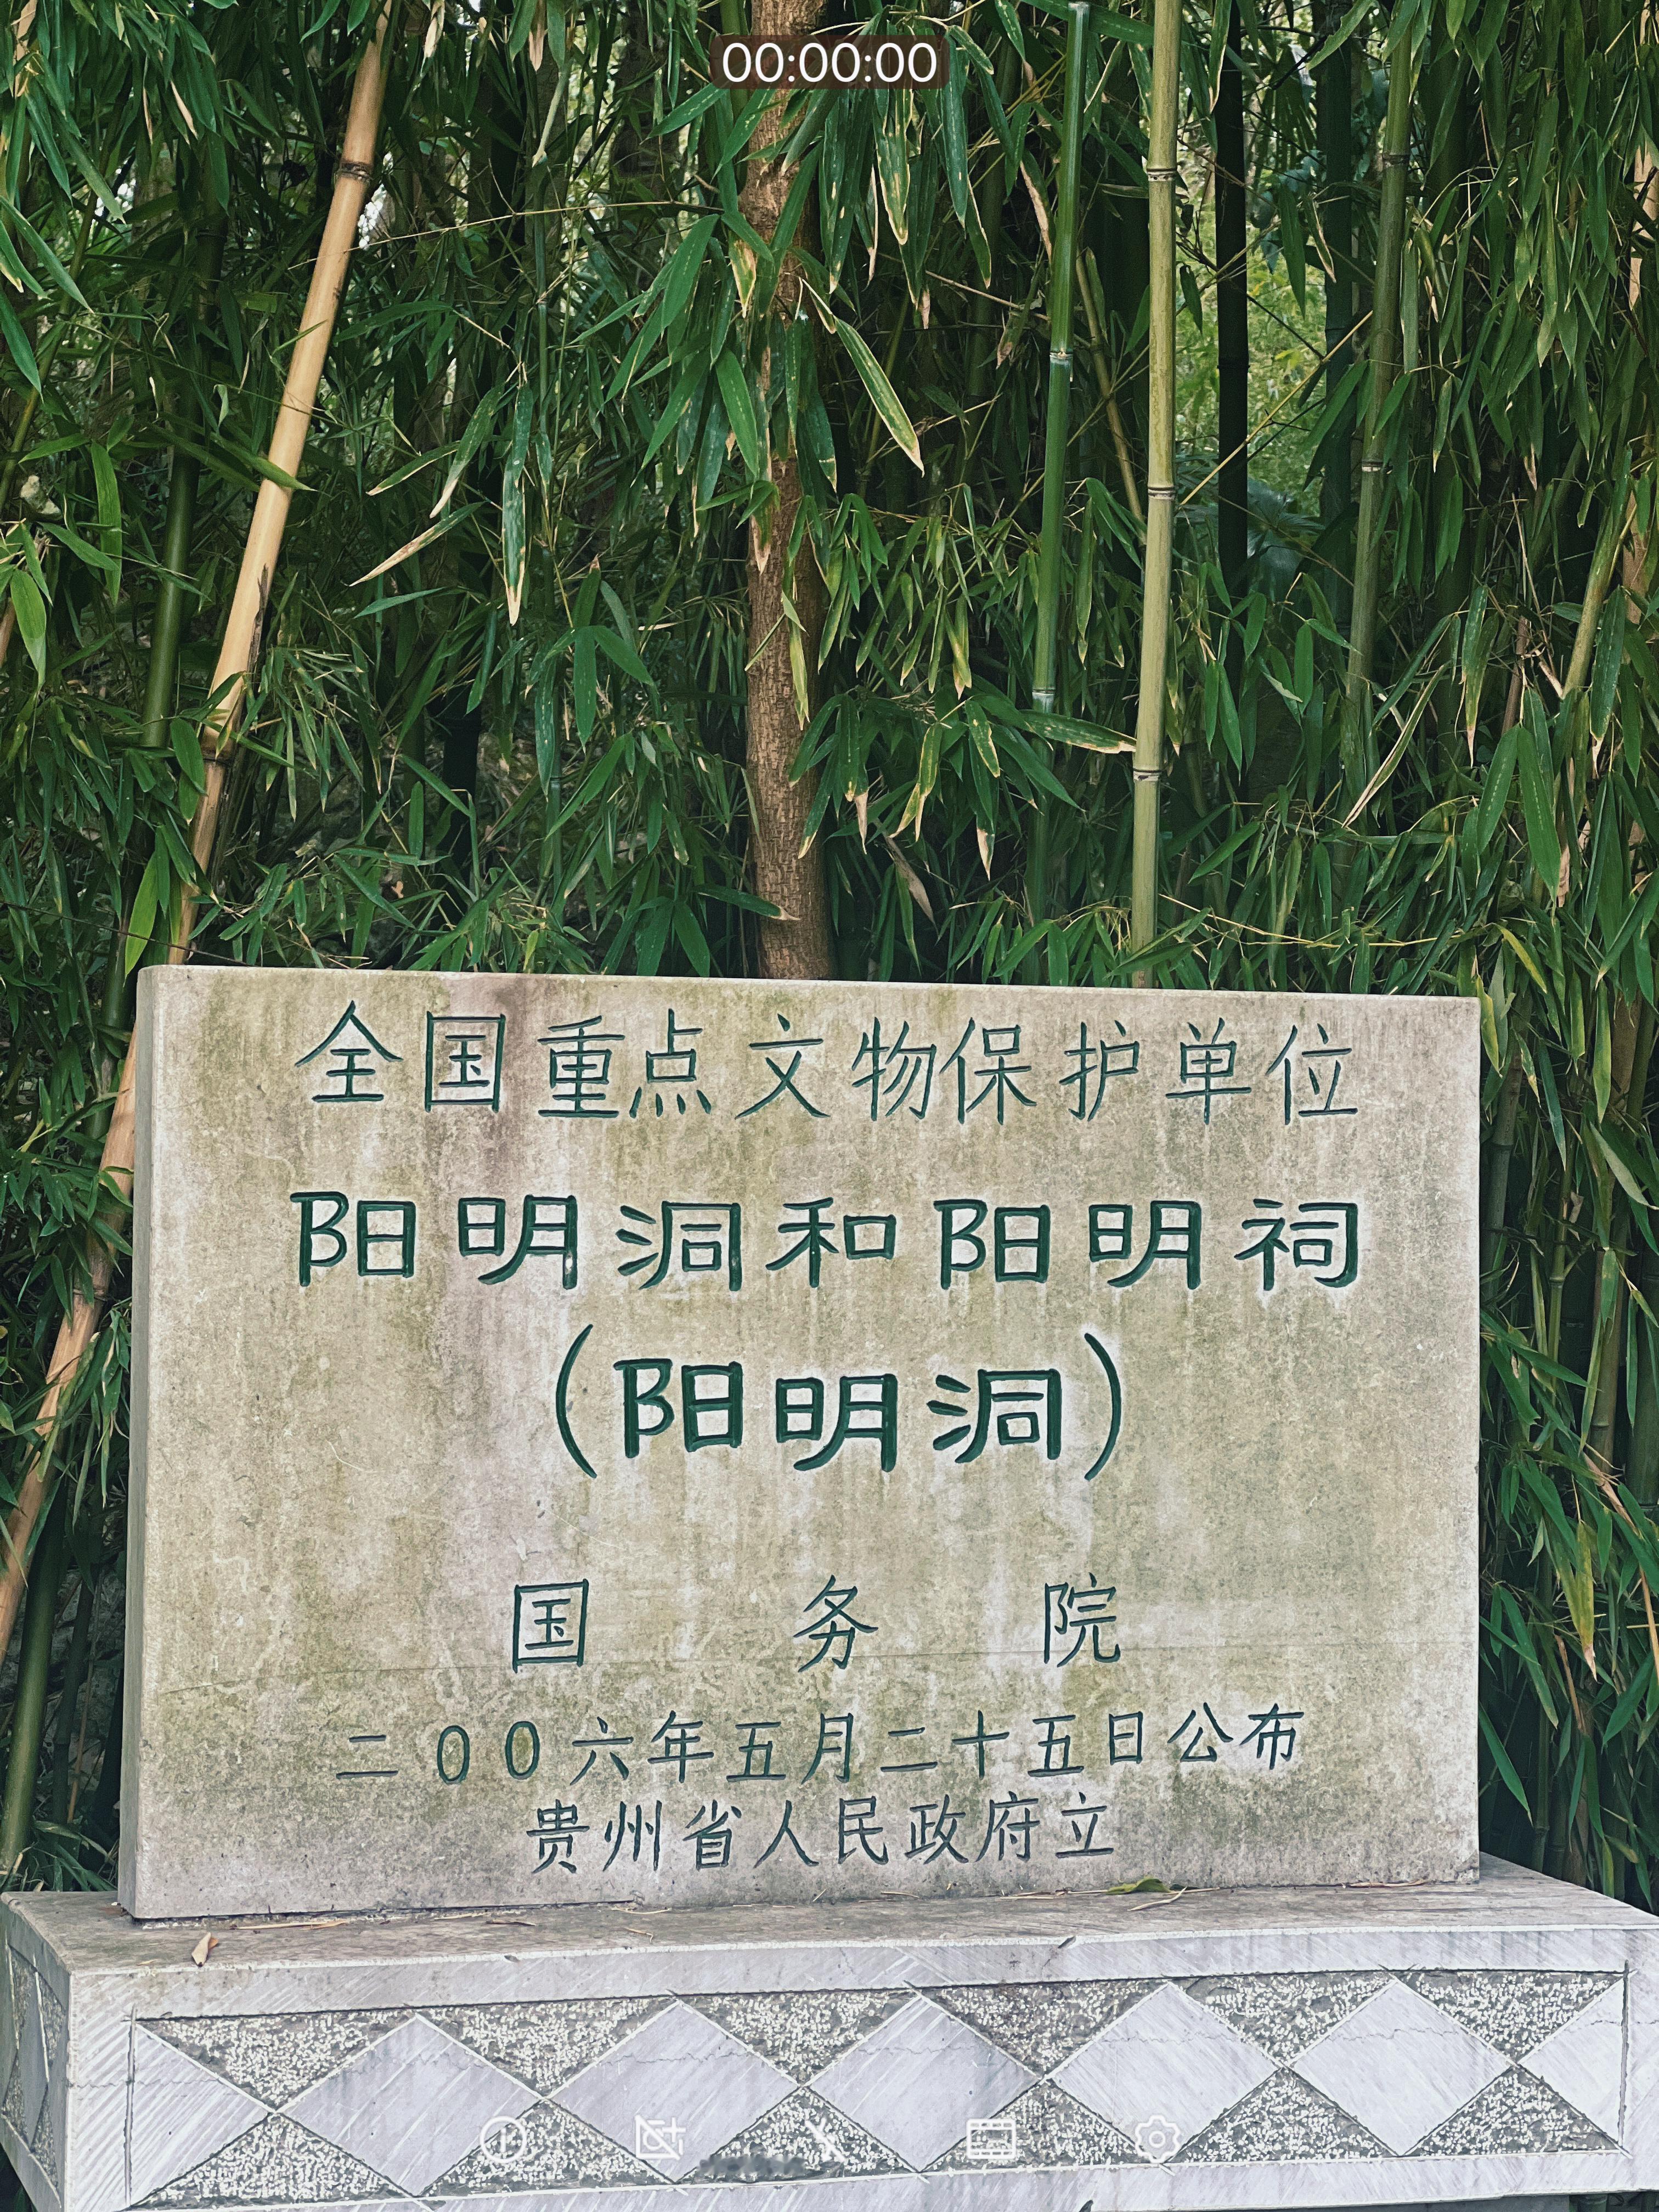 00:00:00
全国重点文物保护单位
阳明洞和阳明祠
(阳明洞)
国务院
二00六年五月二十五日公布
贵州省人民政府立